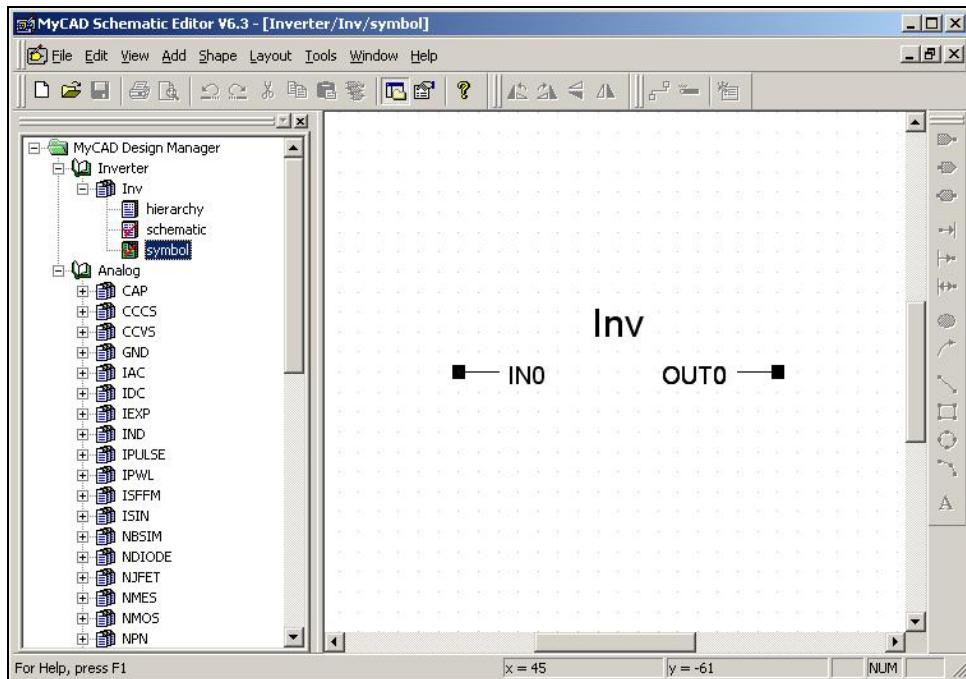 MyCAD Schematic Editor V6.3 - [Inverter/Inv/symbol]
File Edit View Add Shape Layout Tools Window Help
MyCAD Design Manager
Inverter
Inv
hierarchy
schematic
symbol
Analog
CAP
CCCS
CCVS
GND
IAC
IDC
IEXP
IND
IPULSE
IPWL
ISFFM
ISIN
NBSIM
NDIODE
NJFET
NMES
NMOS
NPN
Inv
IN0 OUT0
A
For Help, press F1 x = 45 y = -61 NUM